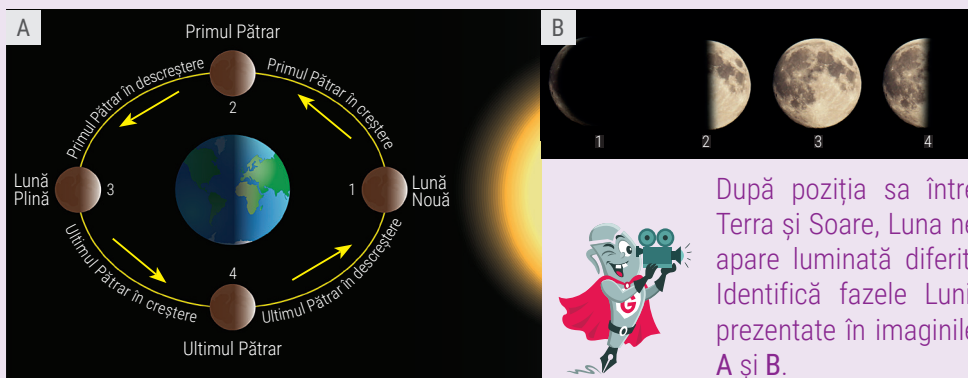 A
Primul Pătrar
Primul Pătrar în descreștere
Primul Pătrar în creștere
2
Lună
Plină
3
1
Lună
Nouă
4
Ultimul Pătrar în creștere
Ultimul Pătrar în descreștere
Ultimul Pătrar
B
1
2
3
4
După poziția sa între
Terra și Soare, Luna ne
apare luminată diferit.
Identifică fazele Lunii
prezentate în imaginile
A și B.
G